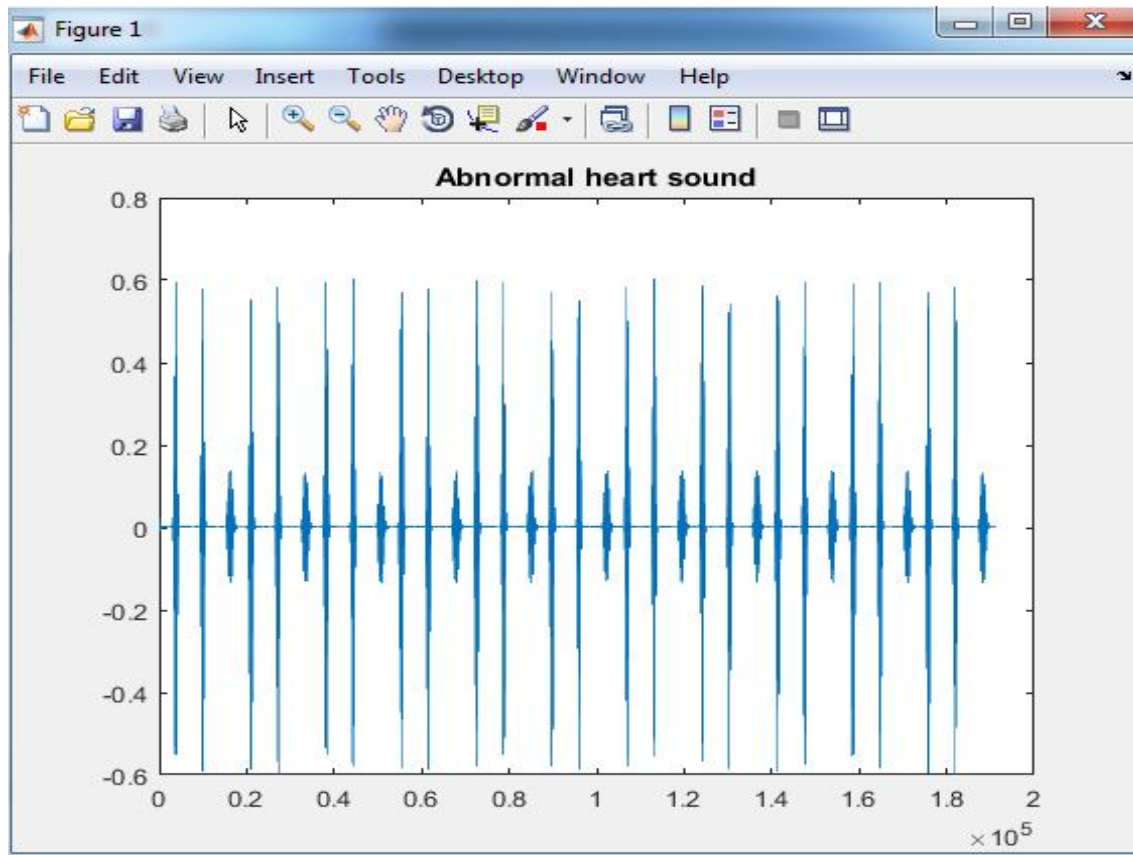 Figure 1
File Edit View Insert Tools Desktop Window Help
Abnormal heart sound
0.8
0.6
0.4
0.2
0
-0.2
-0.4
-0.6
0 0.2 0.4 0.6 0.8 1 1.2 1.4 1.6 1.8 2
× 10⁵